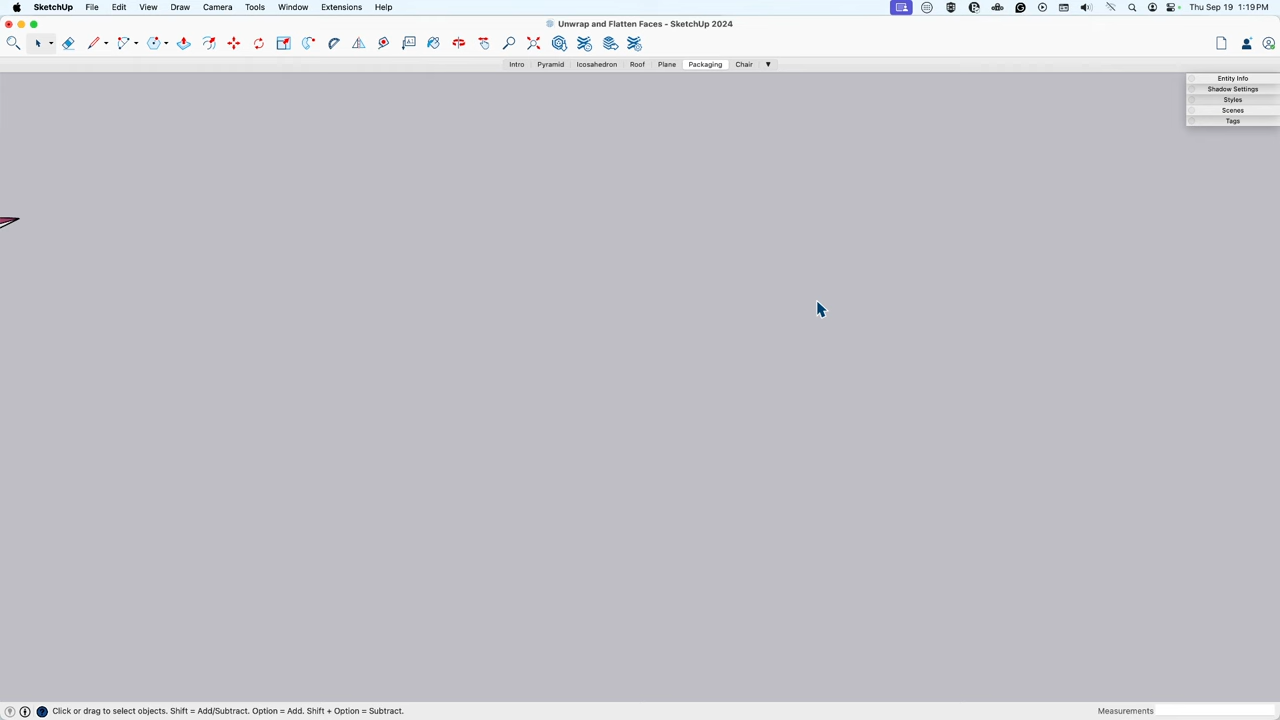 SketchUp File Edit View Draw Camera Tools Window Extensions Help Thu Sep 19 1:19 PM
Unwrap and Flatten Faces - SketchUp 2024
Intro Pyramid Icosahedron Roof Plane Packaging Chair
Entity Info
Shadow Settings
Styles
Scenes
Tags
Click or drag to select objects. Shift = Add/Subtract. Option = Add. Shift + Option = Subtract. Measurements